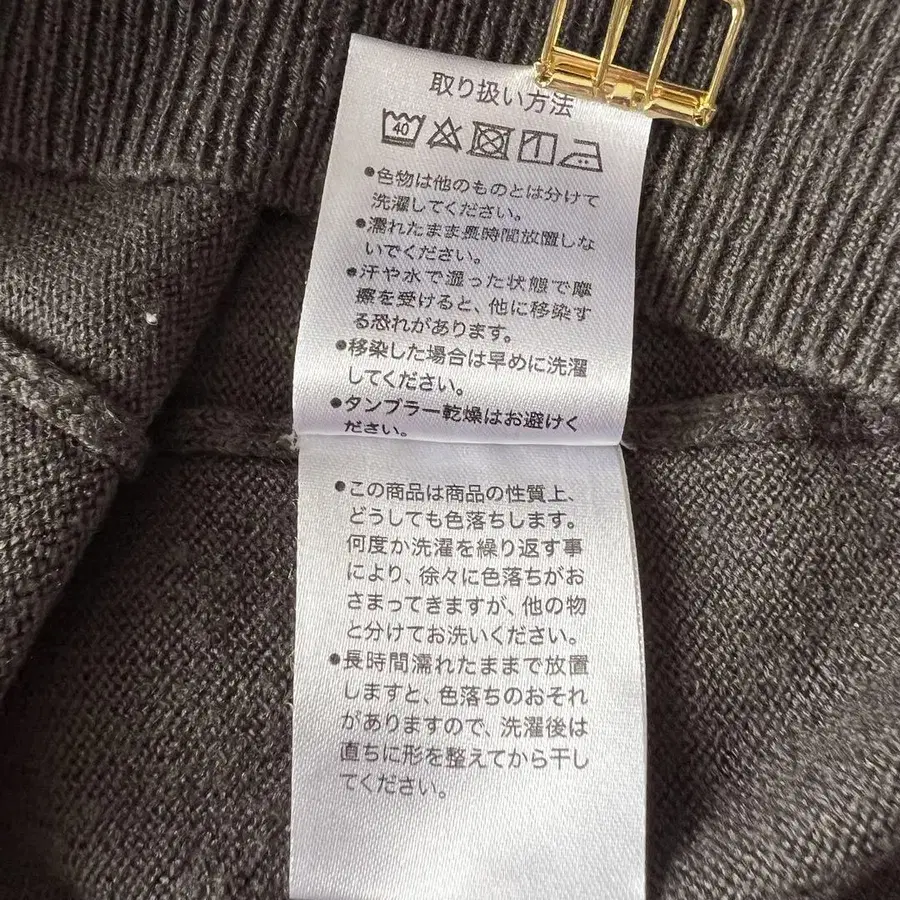 取り扱い方法
40
●色物は他のものとは分けて
洗濯してください。
●濡れたまま長時間放置しな
いでください。
●汗や水で湿った状態で摩
擦を受けると、他に移染す
る恐れがあります。
●移染した場合は早めに洗濯
してください。
●タンブラー乾燥はお避けく
ださい。
●この商品は商品の性質上、
どうしても色落ちします。
何度か洗濯を繰り返す事
により、徐々に色落ちがお
さまってきますが、他の物
と分けてお洗いください。
●長時間濡れたままで放置
しますと、色落ちのおそれ
がありますので、洗濯後は
直ちに形を整えてから干し
てください。